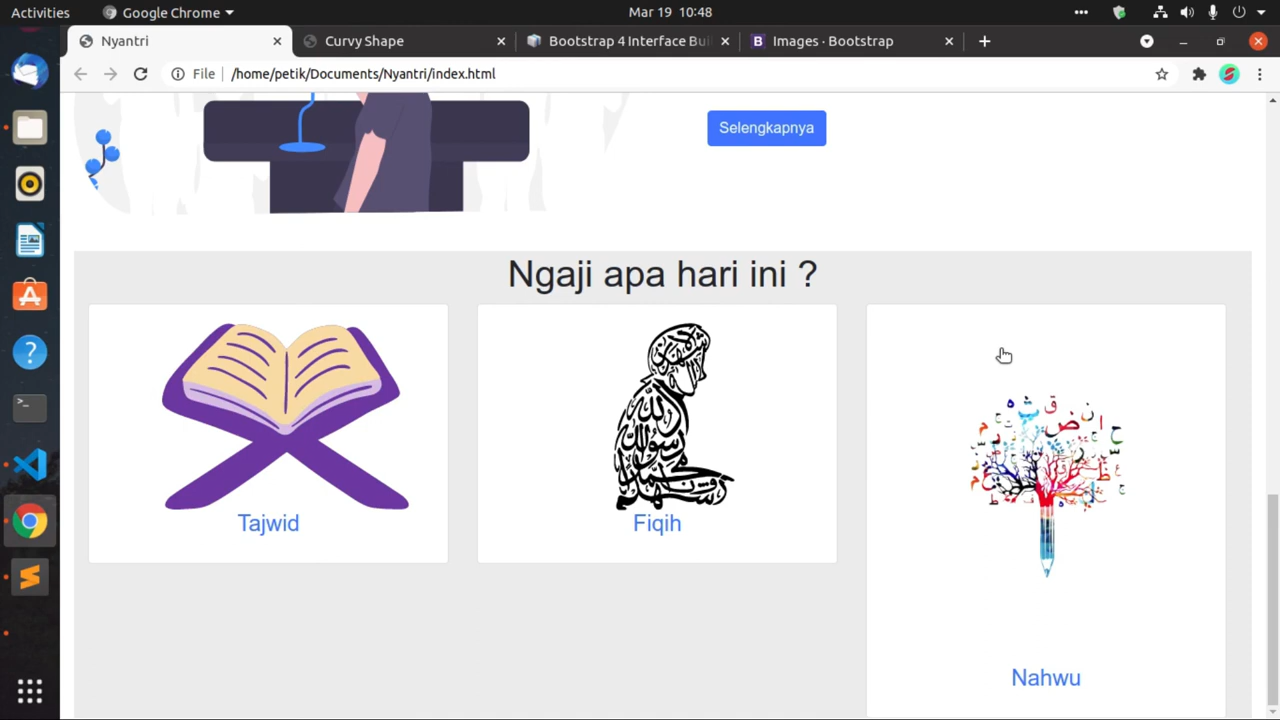 Activities
Google Chrome
Mar 19 10:48
Nyantri
Curvy Shape
Bootstrap 4 Interface Bui
Images · Bootstrap
File
/home/petik/Documents/Nyantri/index.html
Selengkapnya
Ngaji apa hari ini ?
Tajwid
Fiqih
Nahwu